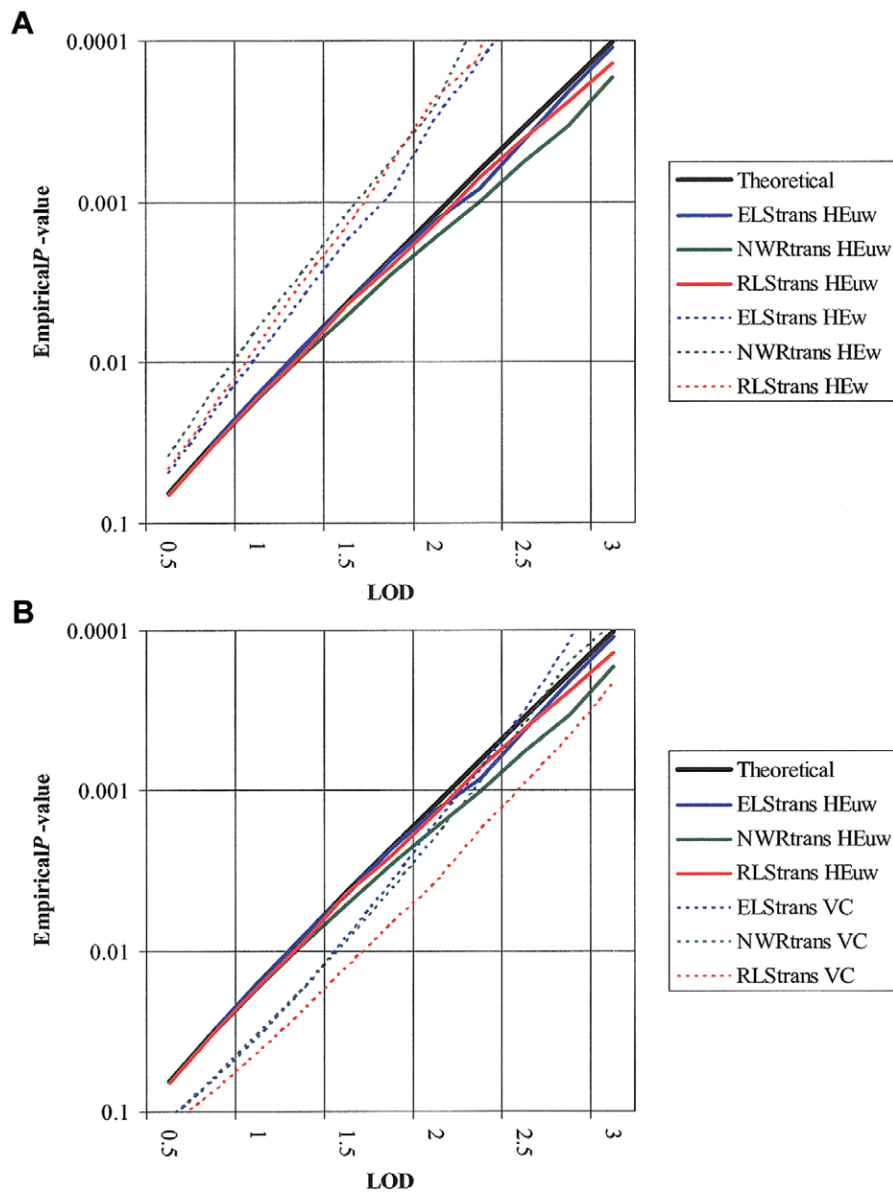 A
0.0001
0.001
0.01
0.1
EmpiricalP-value
0.5
1
1.5
2
2.5
3
LOD
Theoretical
ELStrans HEuw
NWRtrans HEuw
RLStrans HEuw
ELStrans HEw
NWRtrans HEw
RLStrans HEw
B
0.0001
0.001
0.01
0.1
EmpiricalP-value
0.5
1
1.5
2
2.5
3
LOD
Theoretical
ELStrans HEuw
NWRtrans HEuw
RLStrans HEuw
ELStrans VC
NWRtrans VC
RLStrans VC